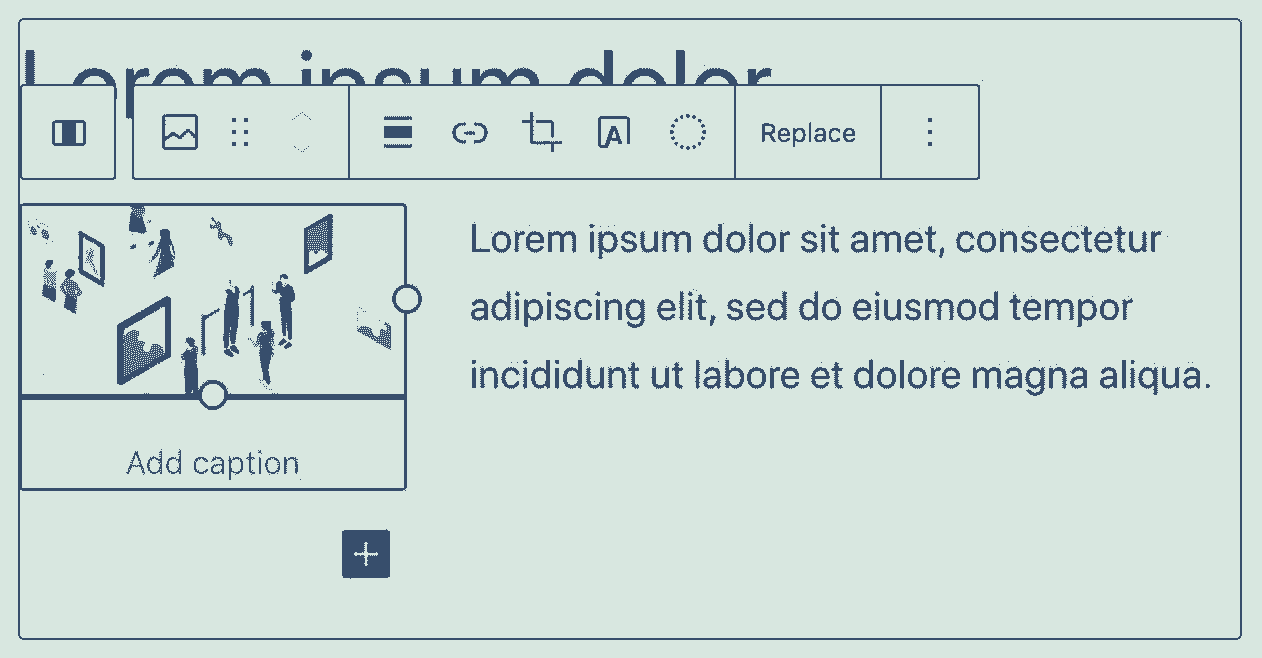 Lorem ipsum dolor
Replace
Lorem ipsum dolor sit amet, consectetur
adipiscing elit, sed do eiusmod tempor
incididunt ut labore et dolore magna aliqua.
Add caption